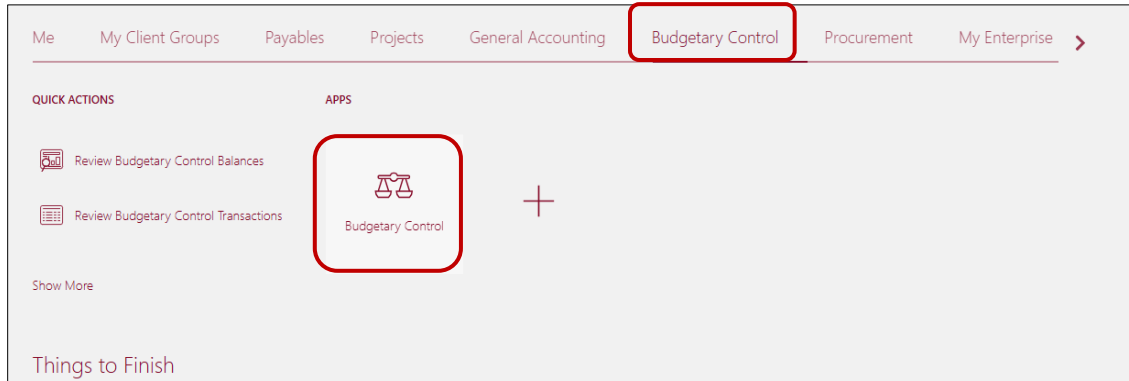 Me My Client Groups Payables Projects General Accounting Budgetary Control Procurement My Enterprise
QUICK ACTIONS
APPS
Review Budgetary Control Balances
Review Budgetary Control Transactions
Budgetary Control
Show More
Things to Finish